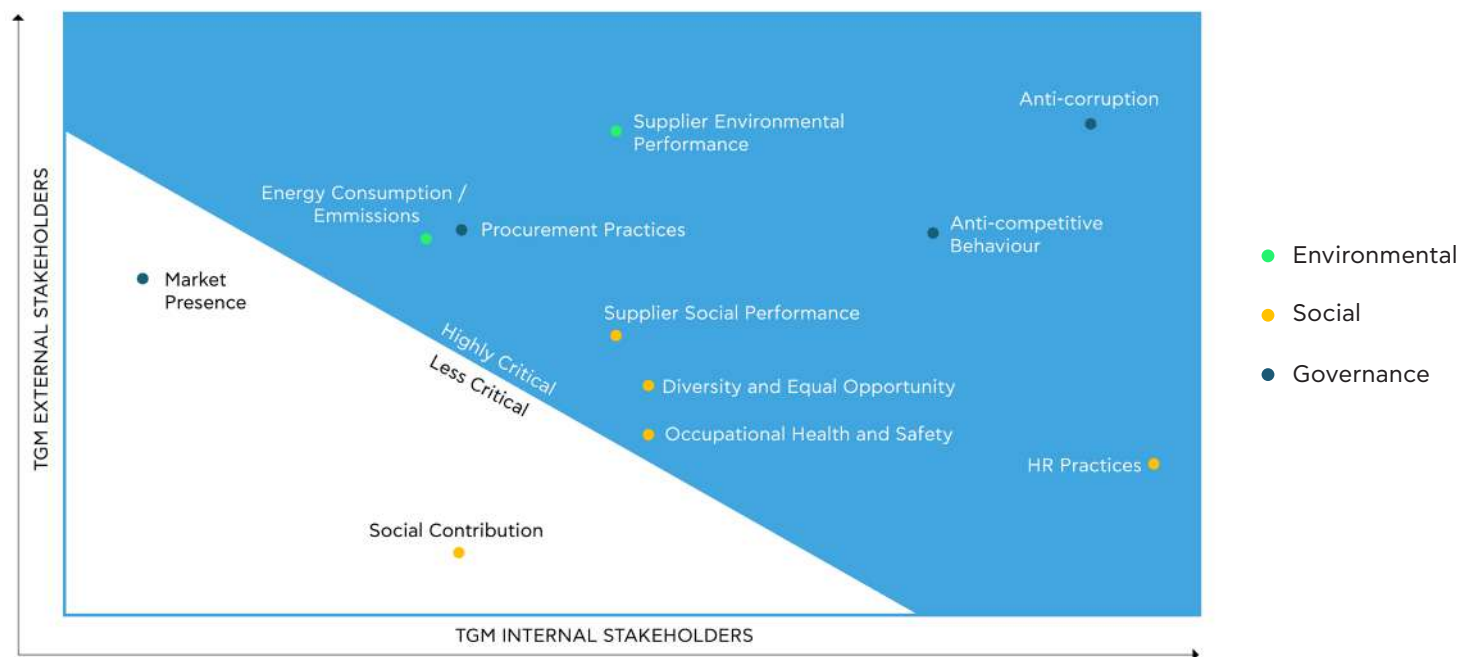 Anti-corruption
Supplier Environmental
Performance
Energy Consumption /
Emmissions
Procurement Practices
Anti-competitive
Behaviour
Market
Presence
Supplier Social Performance
Highly Critical
Less Critical
Diversity and Equal Opportunity
Occupational Health and Safety
HR Practices
Social Contribution
TGM EXTERNAL STAKEHOLDERS
TGM INTERNAL STAKEHOLDERS
Environmental
Social
Governance